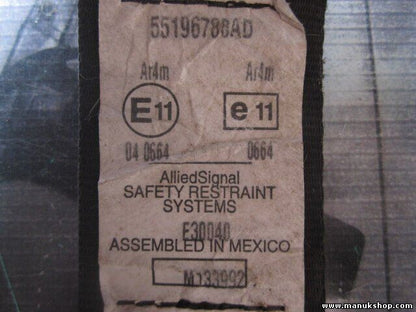 55196786AD
Ar4m Ar4m
E11 e11
04 0664 0664
AlliedSignal
SAFETY RESTRAINT
SYSTEMS
E30040
ASSEMBLED IN MEXICO
M133992
www.manukshop.com